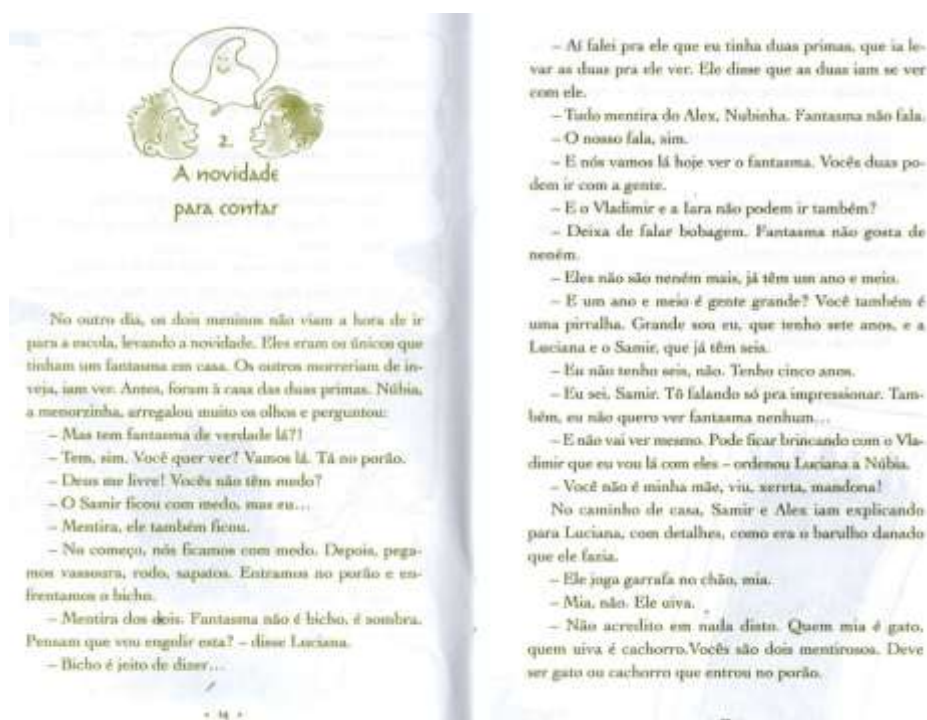 2.
A novidade
para contar
No outro dia, os dois meninos não viam a hora de ir
para a escola, levando a novidade. Eles eram os únicos que
tinham um fantasma em casa. Os outros morreriam de in-
veja, iam ver. Antes, foram à casa das duas primas. Núbia,
a menorzinha, arregalou muito os olhos e perguntou:
– Mas tem fantasma de verdade lá?!
– Tem, sim. Você quer ver? Vamos lá. Tá no porão.
– Deus me livre! Vocês não têm medo?
– O Samir ficou com medo, mas eu…
– Mentira, ele também ficou.
– No começo, nós ficamos com medo. Depois, pega-
mos vassoura, rodo, sapatos. Entramos no porão e en-
frentamos o bicho.
– Mentira dos dois. Fantasma não é bicho, é sombra.
Pensam que vou engolir esta? – disse Luciana.
– Bicho é jeito de dizer…
• 14 •
– Aí falei pra ele que eu tinha duas primas, que ia le-
var as duas pra ele ver. Ele disse que as duas iam se ver
com ele.
– Tudo mentira do Alex, Nubinha. Fantasma não fala.
– O nosso fala, sim.
– E nós vamos lá hoje ver o fantasma. Vocês duas po-
dem ir com a gente.
– E o Vladimir e a Iara não podem ir também?
– Deixa de falar bobagem. Fantasma não gosta de
neném.
– Eles não são neném mais, já têm um ano e meio.
– E um ano e meio é gente grande? Você também é
uma pirralha. Grande sou eu, que tenho sete anos, e a
Luciana e o Samir, que já têm seis.
– Eu não tenho seis, não. Tenho cinco anos.
– Eu sei, Samir. Tô falando só pra impressionar. Tam-
bém, eu não quero ver fantasma nenhum…
– E não vai ver mesmo. Pode ficar brincando com o Vla-
dimir que eu vou lá com eles – ordenou Luciana a Núbia.
– Você não é minha mãe, viu, xereta, mandona!
No caminho de casa, Samir e Alex iam explicando
para Luciana, com detalhes, como era o barulho danado
que ele fazia.
– Ele joga garrafa no chão, mia.
– Mia, não. Ele uiva.
– Não acredito em nada disto. Quem mia é gato,
quem uiva é cachorro.Vocês são dois mentirosos. Deve
ser gato ou cachorro que entrou no porão.